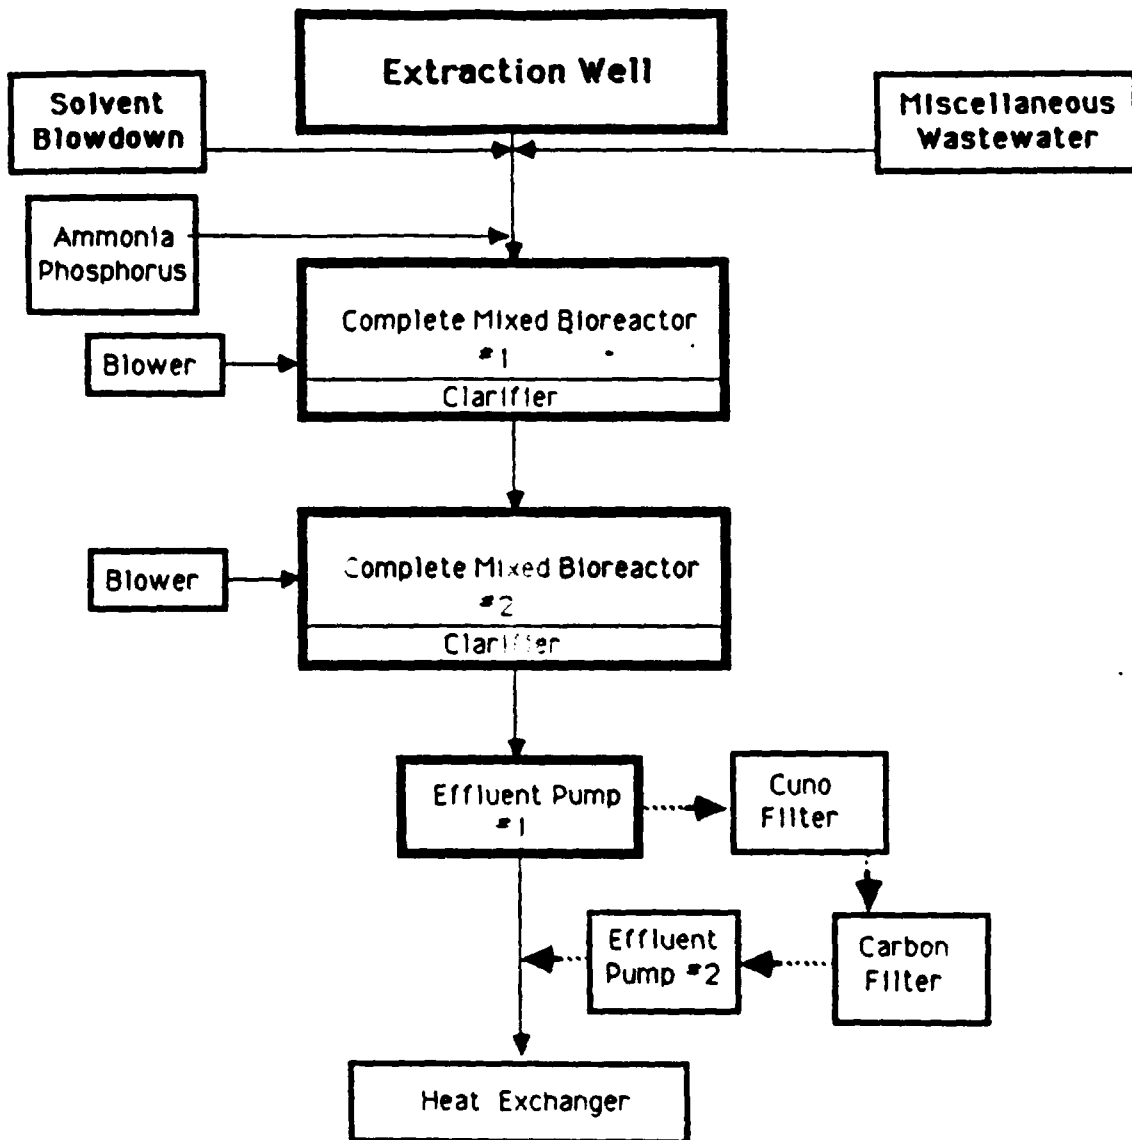 Extraction Well
Solvent
Blowdown
Miscellaneous
Wastewater
Ammonia
Phosphorus
Complete Mixed Bioreactor
#1
Clarifier
Blower
Complete Mixed Bioreactor
#2
Clarifier
Blower
Effluent Pump
#1
Cuno
Filter
Effluent
Pump #2
Carbon
Filter
Heat Exchanger